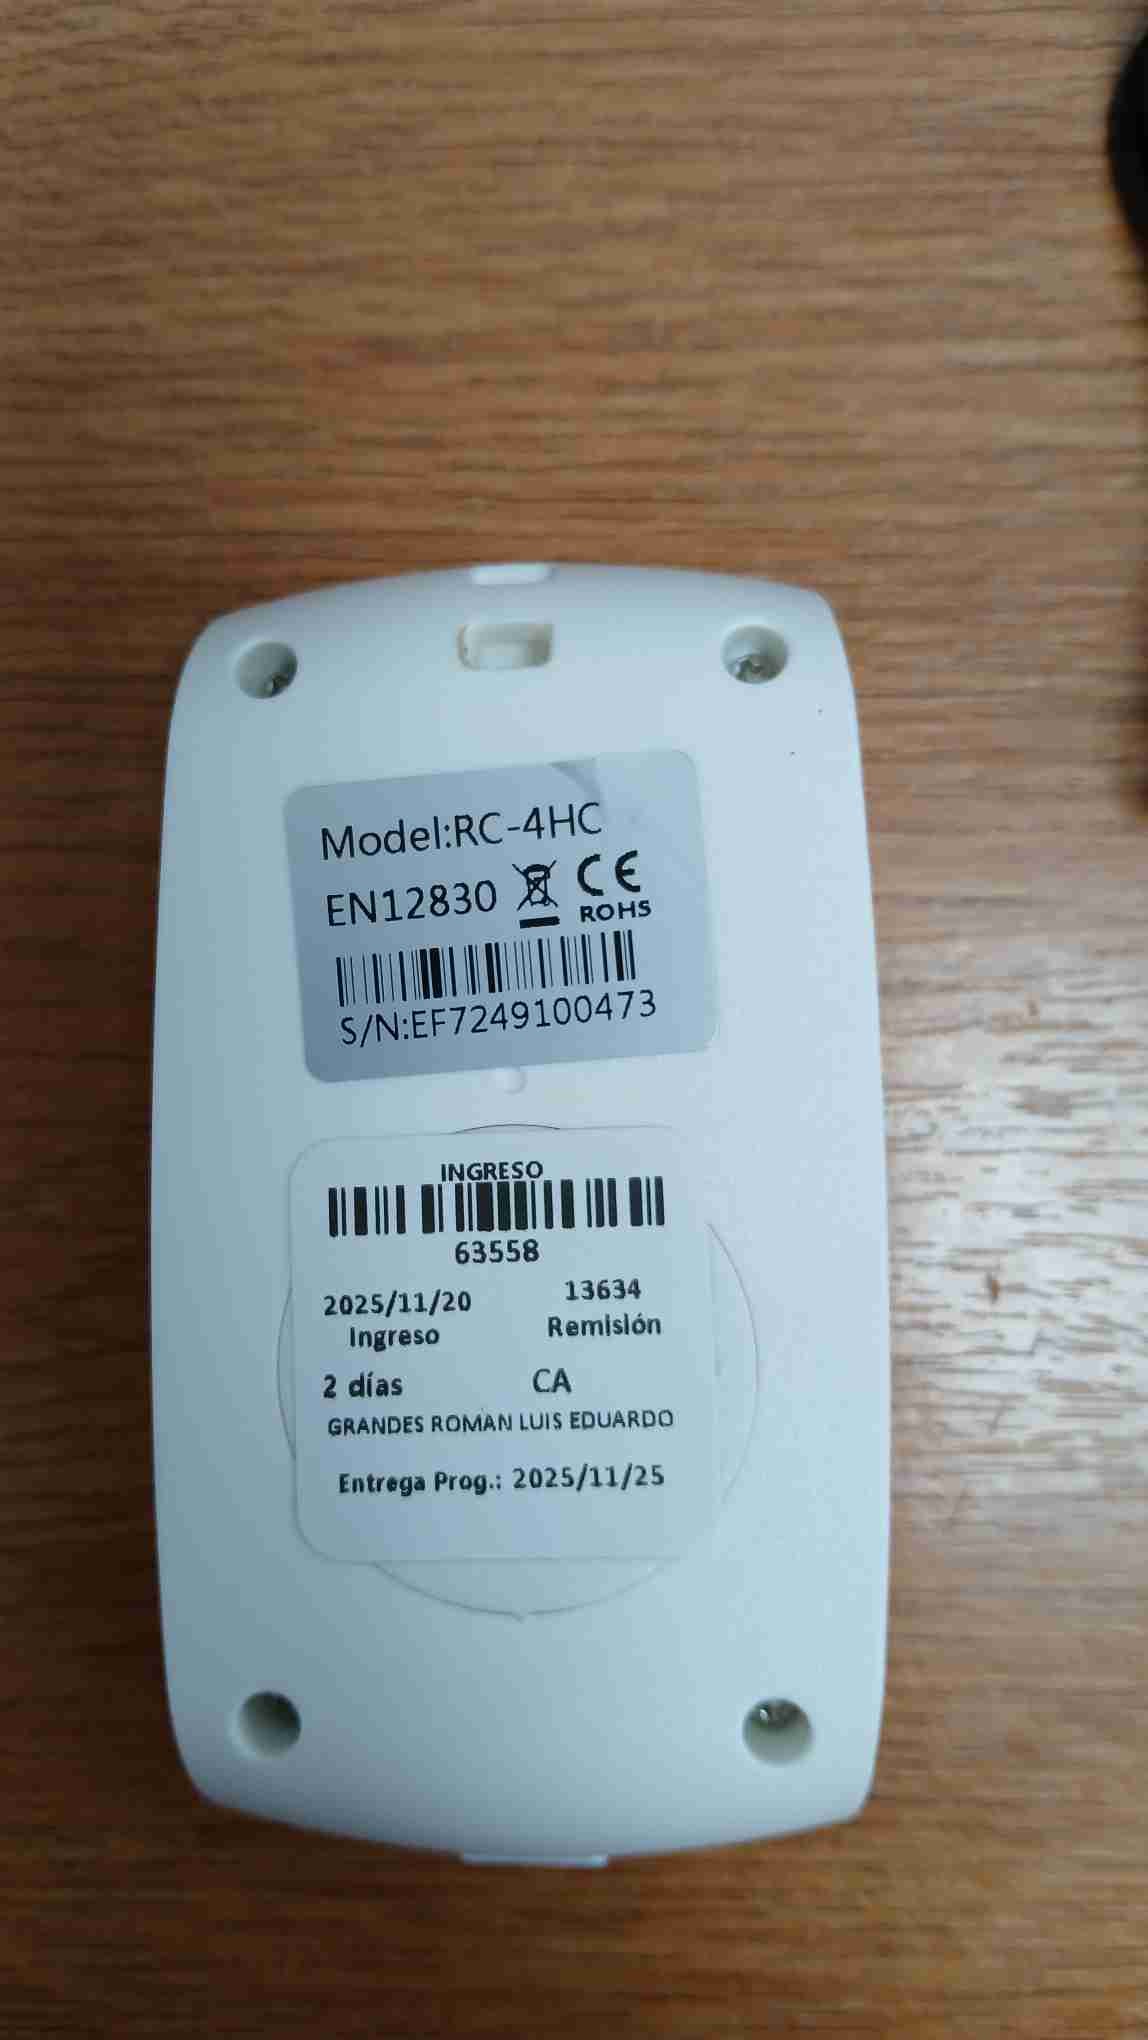 Model:RC-4HC
EN12830 CE
ROHS
S/N:EF7249100473
INGRESO
63558
2025/11/20 13634
Ingreso Remisión
2 días CA
GRANDES ROMAN LUIS EDUARDO
Entrega Prog.: 2025/11/25